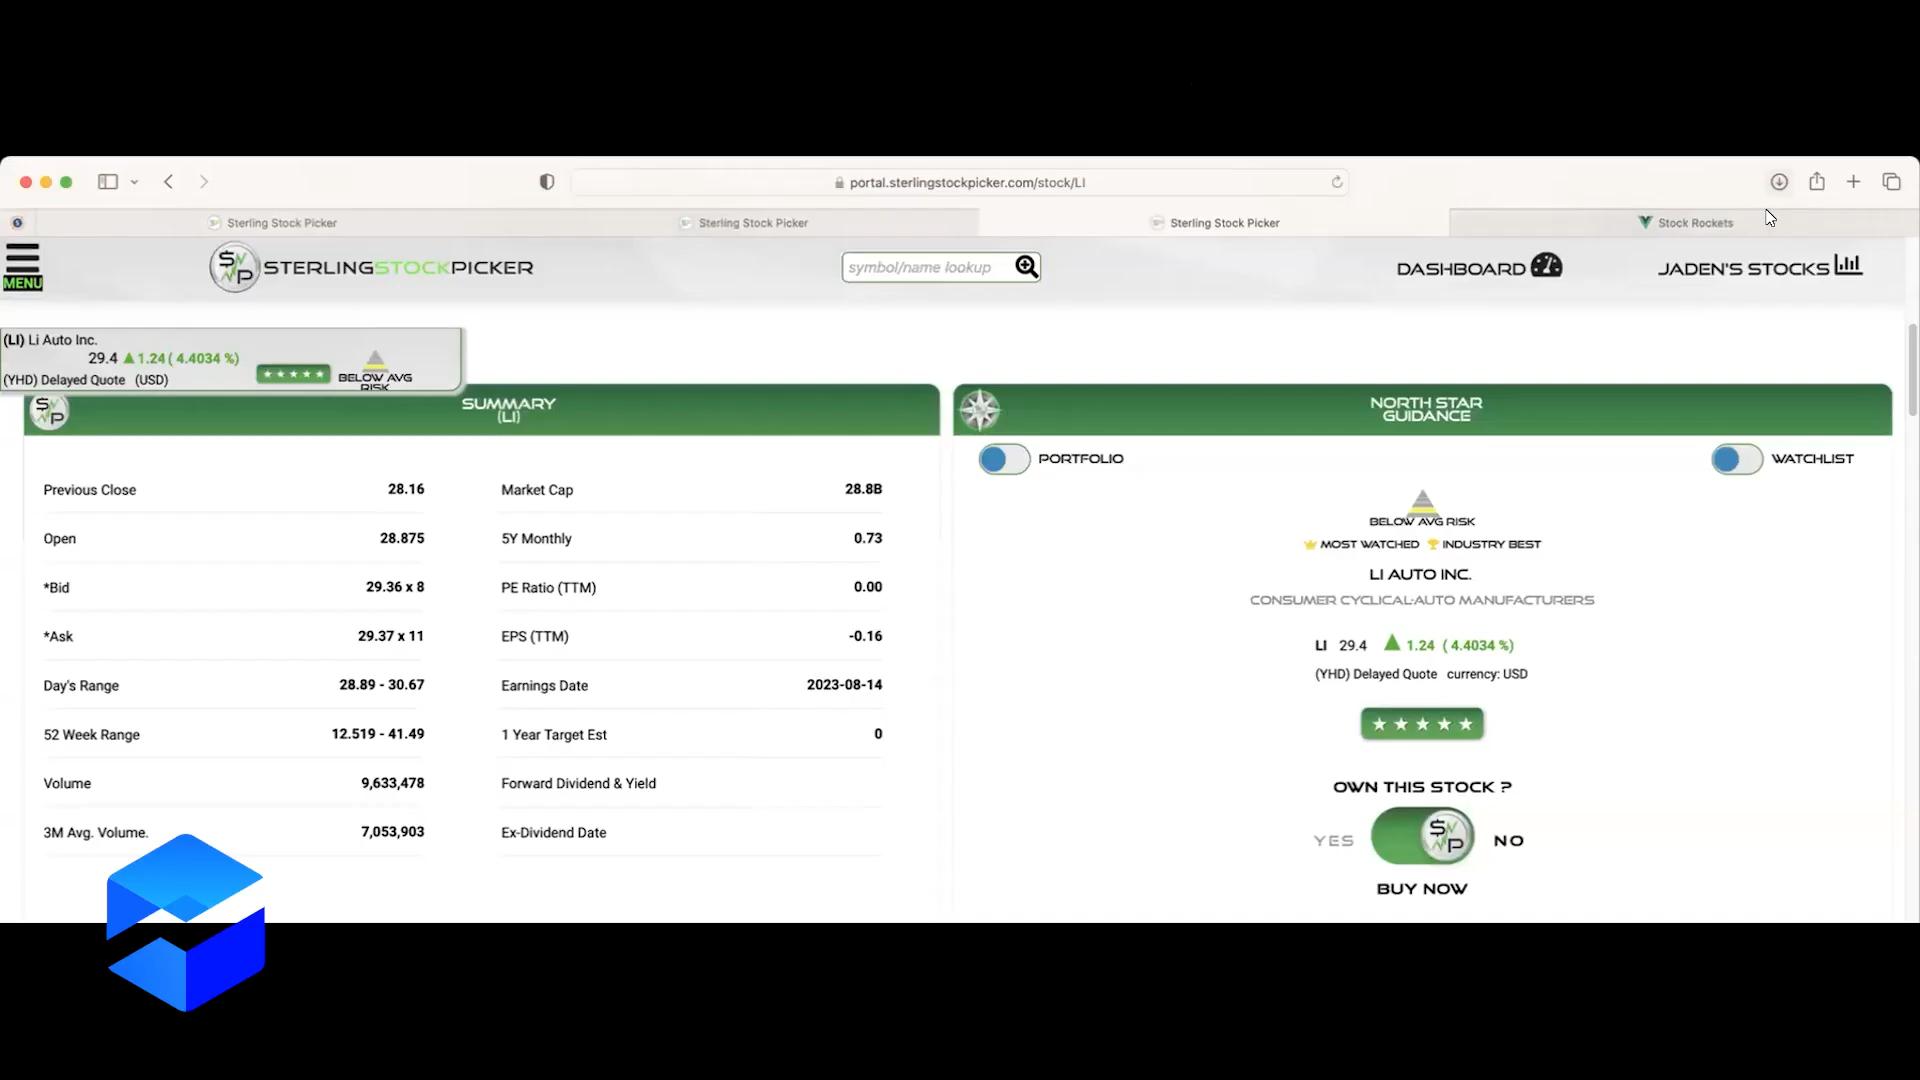 portal.sterlingstockpicker.com/stock/LI
Sterling Stock Picker
Sterling Stock Picker
Sterling Stock Picker
Stock Rockets
MENU
STERLINGSTOCKPICKER
symbol/name lookup
DASHBOARD
JADEN'S STOCKS
(LI) Li Auto Inc.
29.4 ▲1.24 ( 4.4034 %)
(YHD) Delayed Quote (USD)
BELOW AVG
RISK
SUMMARY
(LI)
Previous Close 28.16
Open 28.875
*Bid 29.36 x 8
*Ask 29.37 x 11
Day's Range 28.89 - 30.67
52 Week Range 12.519 - 41.49
Volume 9,633,478
3M Avg. Volume. 7,053,903
Market Cap 28.8B
5Y Monthly 0.73
PE Ratio (TTM) 0.00
EPS (TTM) -0.16
Earnings Date 2023-08-14
1 Year Target Est 0
Forward Dividend & Yield
Ex-Dividend Date
NORTH STAR
GUIDANCE
PORTFOLIO
WATCHLIST
BELOW AVG RISK
MOST WATCHED INDUSTRY BEST
LI AUTO INC.
CONSUMER CYCLICAL-AUTO MANUFACTURERS
LI 29.4 ▲ 1.24 ( 4.4034 %)
(YHD) Delayed Quote currency: USD
OWN THIS STOCK ?
YES NO
BUY NOW